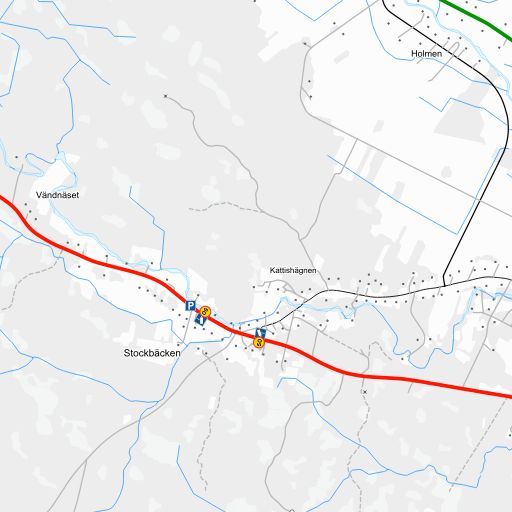 Holmen
Vändnäset
Kattishägnen
P
Stockbäcken